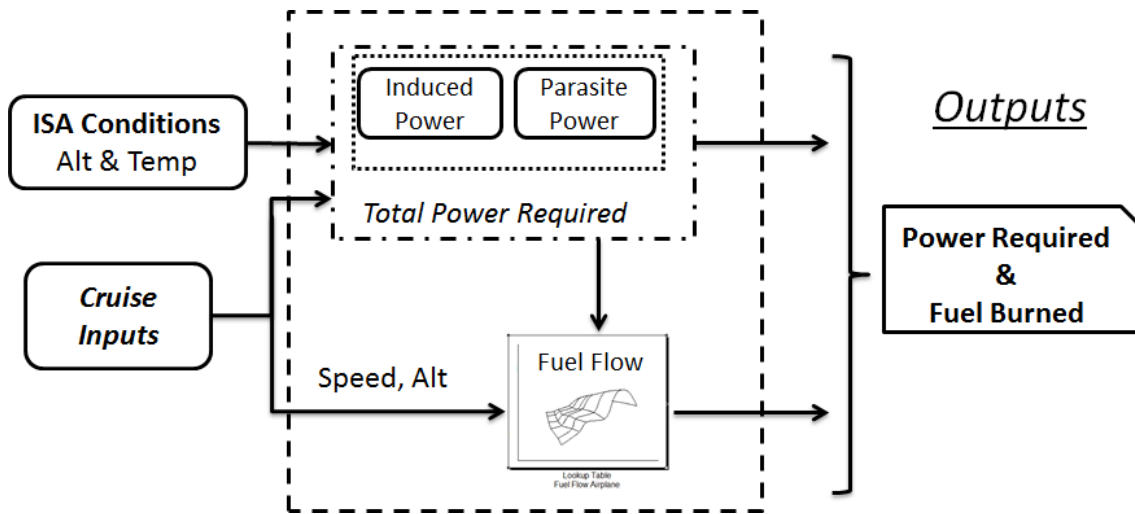 ISA Conditions
Alt & Temp
Cruise
Inputs
Induced
Power
Parasite
Power
Total Power Required
Speed, Alt
Fuel Flow
Lookup Table
Fuel Flow Airplane
Outputs
Power Required
&
Fuel Burned